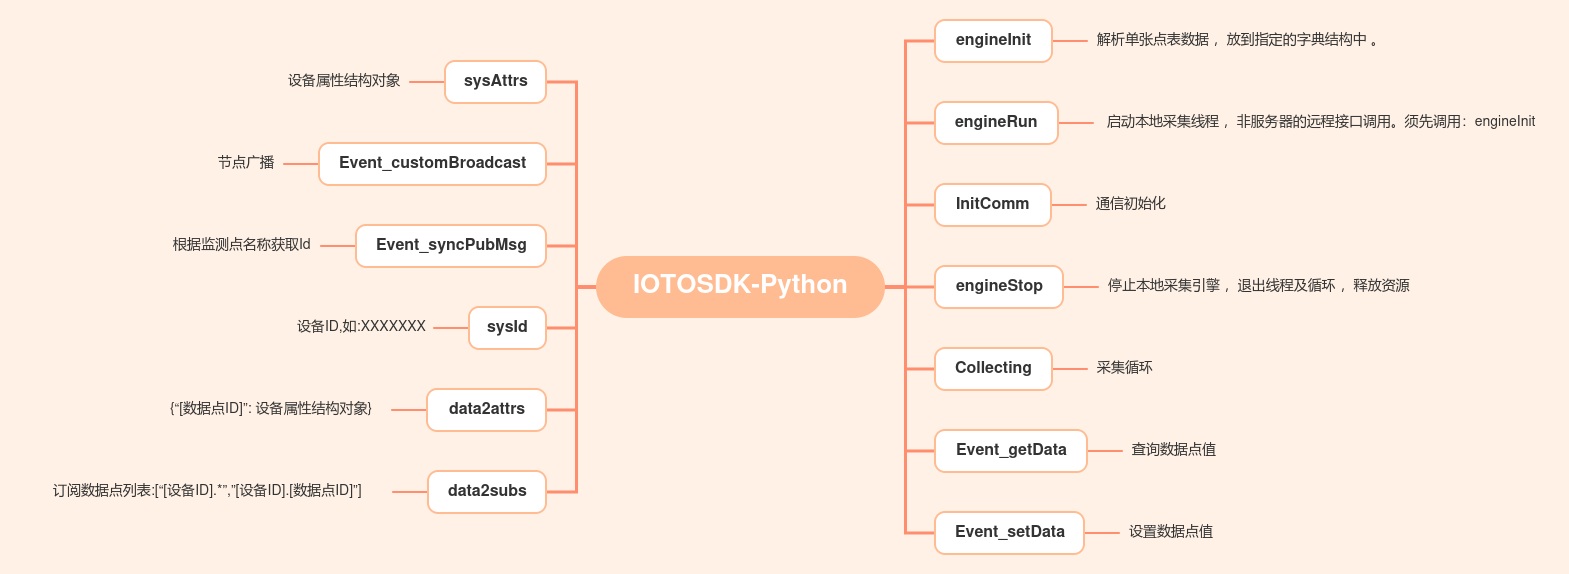 IOTOSDK-Python
sysAttrs
设备属性结构对象
Event_customBroadcast
节点广播
Event_syncPubMsg
根据监测点名称获取Id
sysId
设备ID,如:XXXXXXX
data2attrs
{“[数据点ID]”: 设备属性结构对象}
data2subs
订阅数据点列表:[“[设备ID].*”,”[设备ID].[数据点ID]”]
engineInit
解析单张点表数据 ，放到指定的字典结构中 。
engineRun
启动本地采集线程 ，非服务器的远程接口调用。须先调用：engineInit
InitComm
通信初始化
engineStop
停止本地采集引擎 ，退出线程及循环 ，释放资源
Collecting
采集循环
Event_getData
查询数据点值
Event_setData
设置数据点值